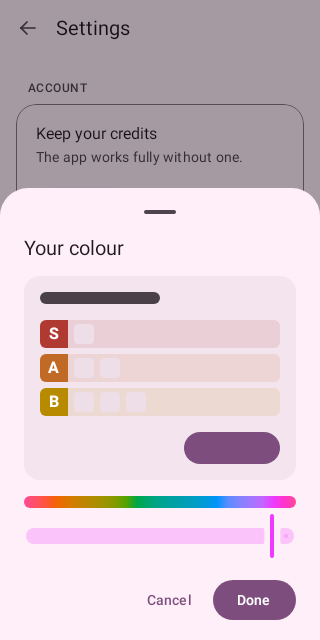 Settings
ACCOUNT
Keep your credits
The app works fully without one.
Your colour
S
A
B
Cancel
Done